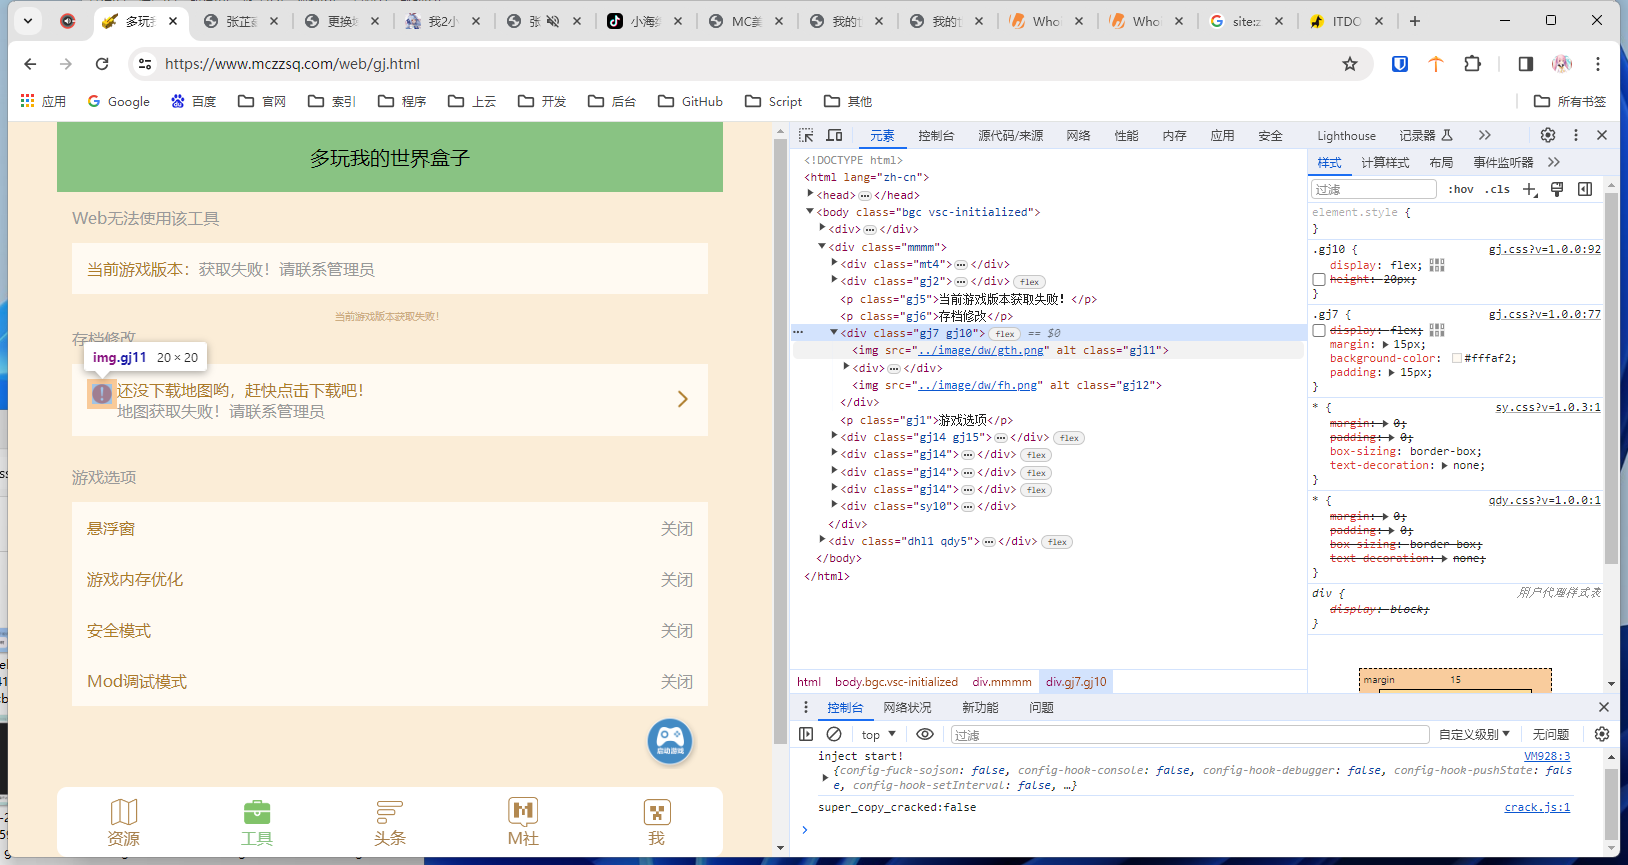 多玩我
张芷
更换
我2小
张
小海
MC美
我的
我的
Who
Who
site:z
ITDO
https://www.mczzsq.com/web/gj.html
应用
Google
百度
官网
索引
程序
上云
开发
后台
GitHub
Script
其他
所有书签
多玩我的世界盒子
Web无法使用该工具
当前游戏版本：获取失败！请联系管理员
当前游戏版本获取失败！
存档修改
img.gj11 20 × 20
还没下载地图哟，赶快点击下载吧！
地图获取失败！请联系管理员
游戏选项
悬浮窗 关闭
游戏内存优化 关闭
安全模式 关闭
Mod调试模式 关闭
启动游戏
资源
工具
头条
M社
我
元素
控制台
源代码/来源
网络
性能
内存
应用
安全
Lighthouse
记录器
<!DOCTYPE html>
<html lang="zh-cn">
<head> ⋯ </head>
<body class="bgc vsc-initialized">
<div> ⋯ </div>
<div class="mmmm">
<div class="mt4"> ⋯ </div>
<div class="gj2"> ⋯ </div> flex
<p class="gj5">当前游戏版本获取失败！</p>
<p class="gj6">存档修改</p>
<div class="gj7 gj10"> flex == $0
<img src="../image/dw/gth.png" alt class="gj11">
<div> ⋯ </div>
<img src="../image/dw/fh.png" alt class="gj12">
</div>
<p class="gj1">游戏选项</p>
<div class="gj14 gj15"> ⋯ </div> flex
<div class="gj14"> ⋯ </div> flex
<div class="gj14"> ⋯ </div> flex
<div class="gj14"> ⋯ </div> flex
<div class="sy10"> ⋯ </div>
</div>
<div class="dhl1 qdy5"> ⋯ </div> flex
</body>
</html>
html body.bgc.vsc-initialized div.mmmm div.gj7.gj10
样式
计算样式
布局
事件监听器
过滤
:hov .cls
element.style {
}
.gj10 { gj.css?v=1.0.0:92
display: flex;
height: 20px;
}
.gj7 { gj.css?v=1.0.0:77
display: flex;
margin: 15px;
background-color: #fffaf2;
padding: 15px;
}
* { sy.css?v=1.0.3:1
margin: 0;
padding: 0;
box-sizing: border-box;
text-decoration: none;
}
* { qdy.css?v=1.0.0:1
margin: 0;
padding: 0;
box-sizing: border-box;
text-decoration: none;
}
div { 用户代理样式表
display: block;
}
margin 15
控制台
网络状况
新功能
问题
top
过滤
自定义级别
无问题
inject start! VM928:3
{config-fuck-sojson: false, config-hook-console: false, config-hook-debugger: false, config-hook-pushState: fals
e, config-hook-setInterval: false, …}
super_copy_cracked:false crack.js:1